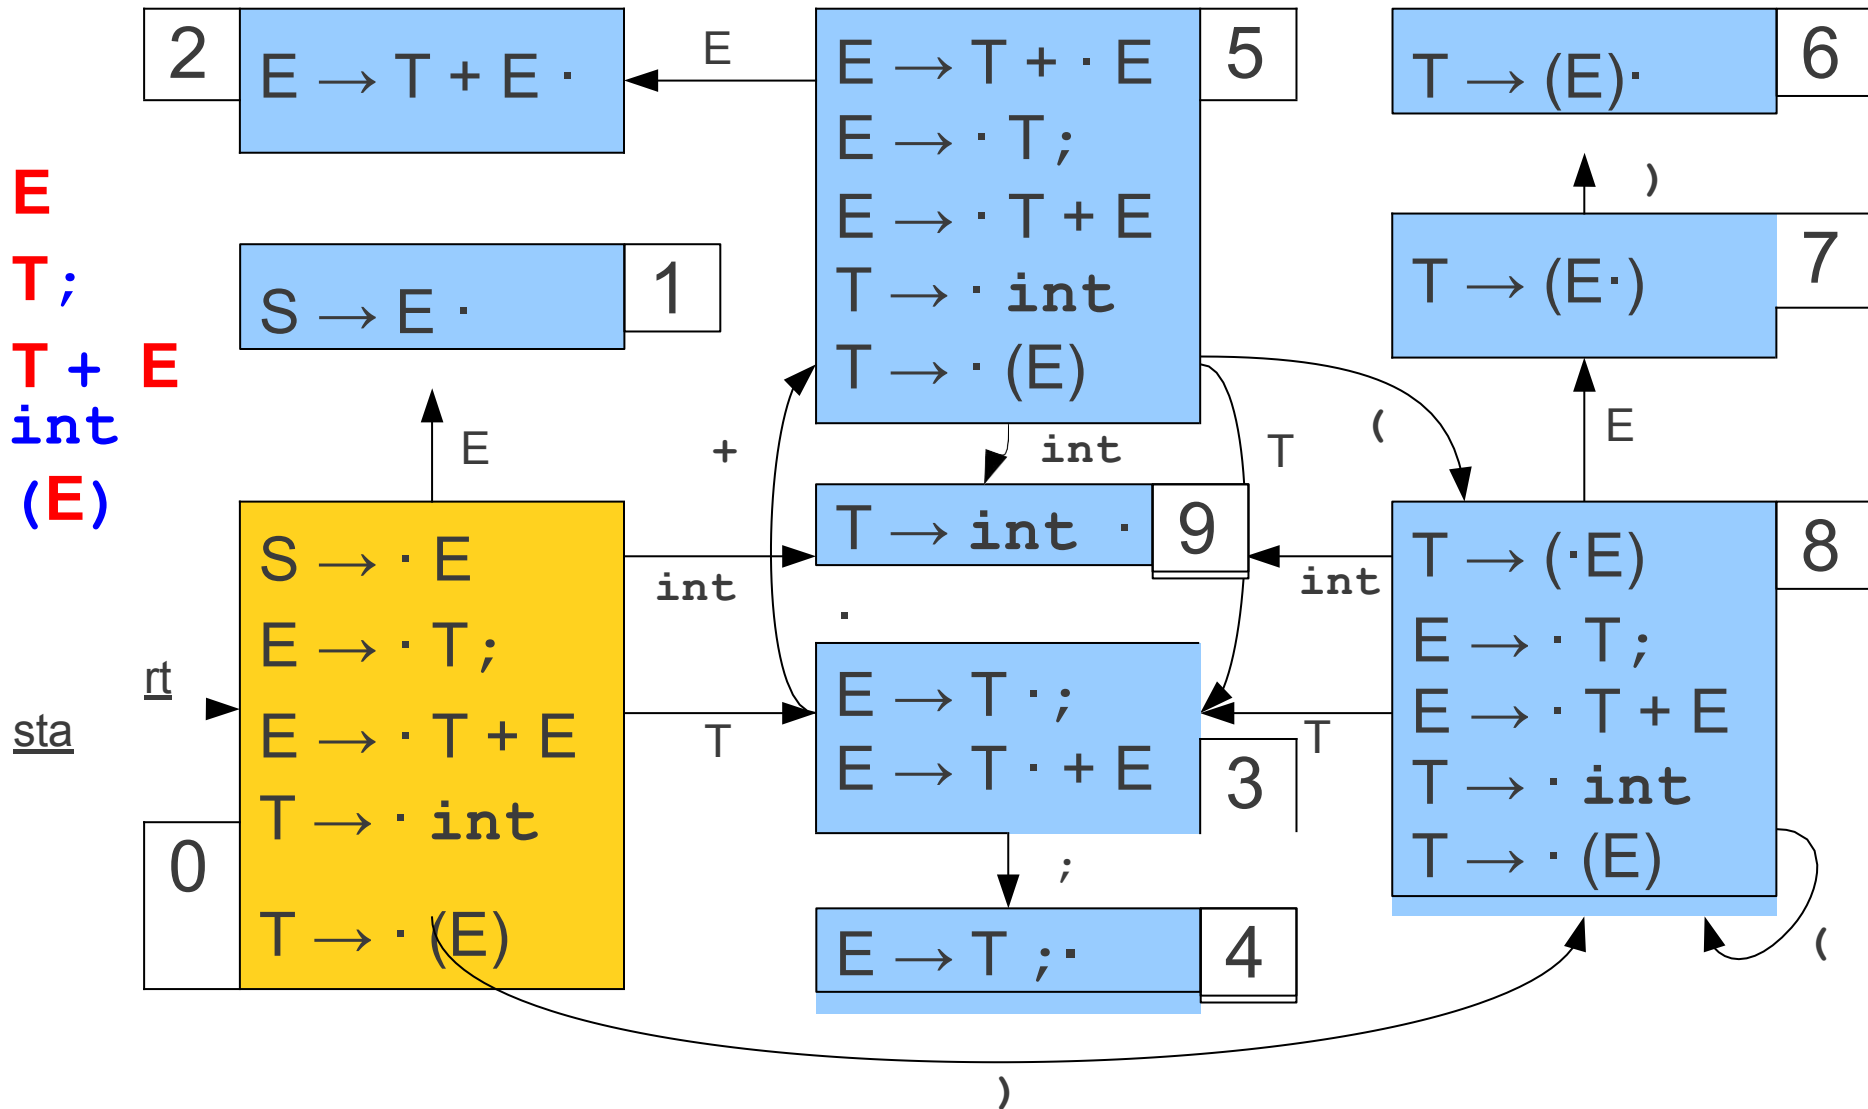 E
T ;
T + E
int
(E)
sta
rt
2
E → T + E ·
E
5
E → T + · E
E → · T ;
E → · T + E
T → · int
T → · (E)
6
T → (E)·
)
7
T → (E·)
E
1
S → E ·
E
+
int
T
(
0
S → · E
E → · T ;
E → · T + E
T → · int
T → · (E)
int
T
9
T → int ·
·
int
T
3
E → T · ;
E → T · + E
;
4
E → T ; ·
8
T → (·E)
E → · T ;
E → · T + E
T → · int
T → · (E)
(
)